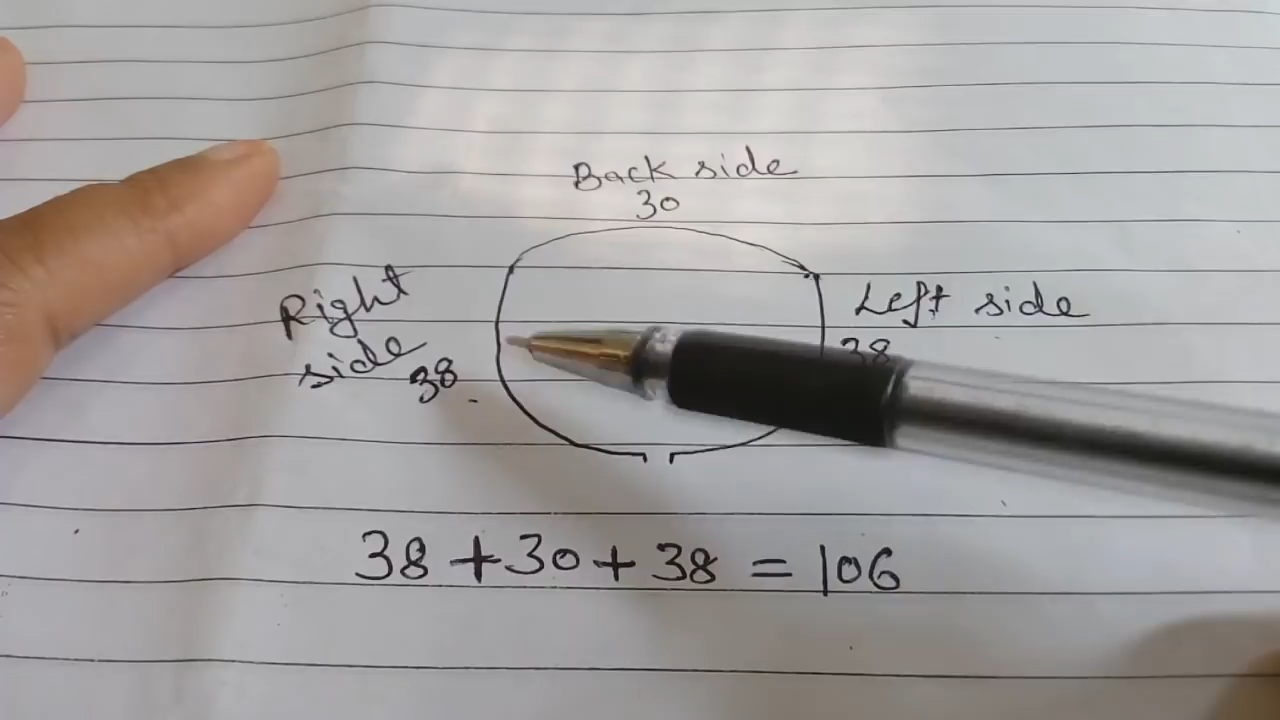 Back side
30
Right
side
38
Left side
38
38 + 30 + 38 = 106